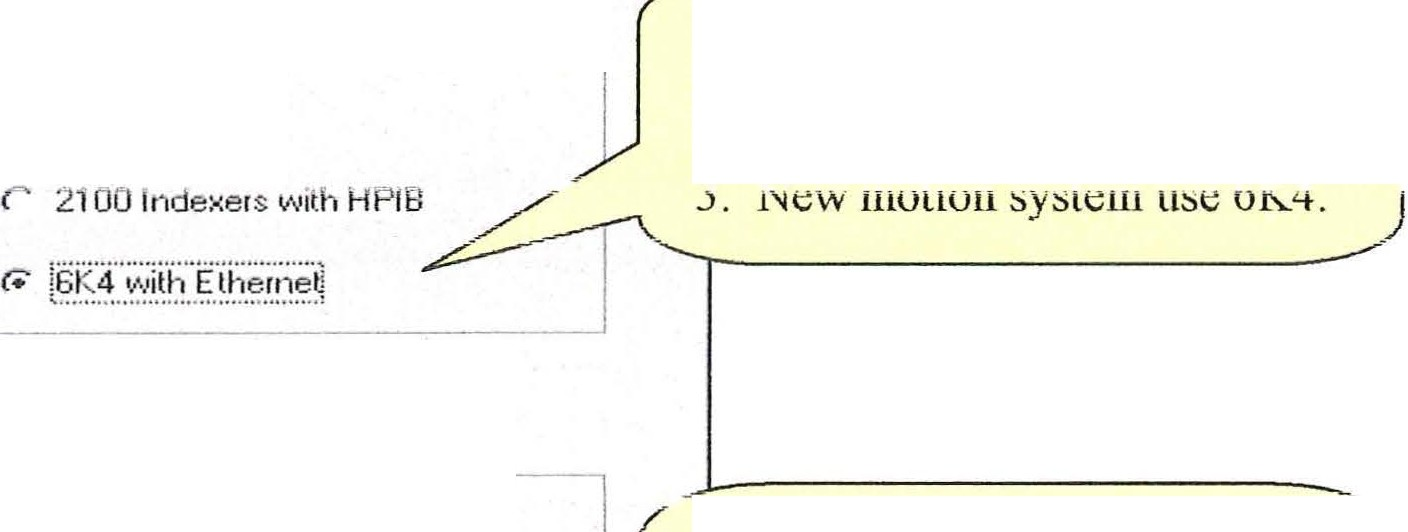 2100 Indexers with HPIB
6K4 with Ethernet
New motion system use 6K4.